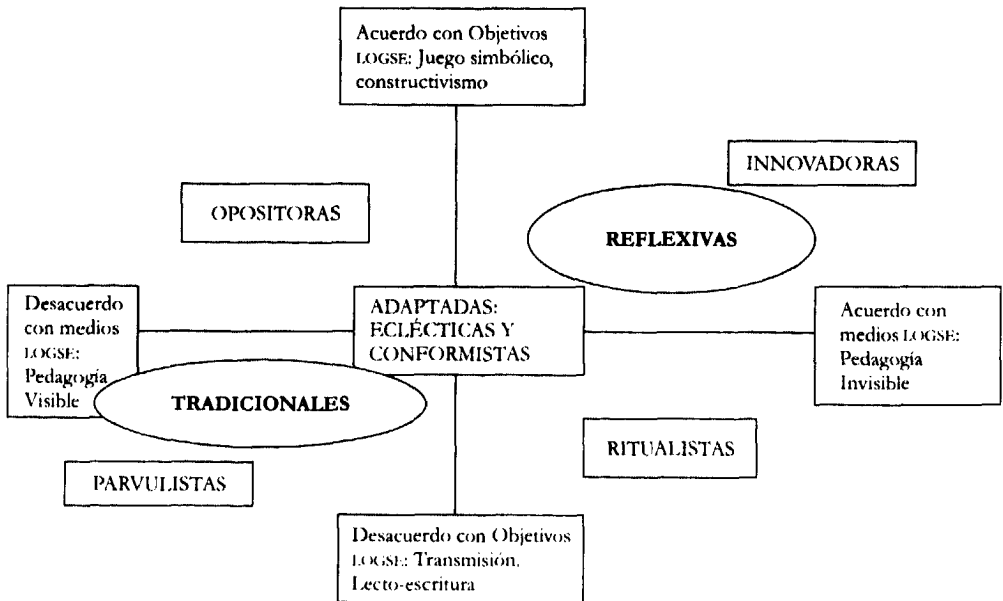 Acuerdo con Objetivos
LOGSE: Juego simbólico,
constructivismo
INNOVADORAS
OPOSITORAS
REFLEXIVAS
Desacuerdo
con medios
LOGSE:
Pedagogía
Visible
ADAPTADAS:
ECLÉCTICAS Y
CONFORMISTAS
Acuerdo con
medios LOGSE:
Pedagogía
Invisible
TRADICIONALES
RITUALISTAS
PARVULISTAS
Desacuerdo con Objetivos
LOGSE: Transmisión.
Lecto-escritura